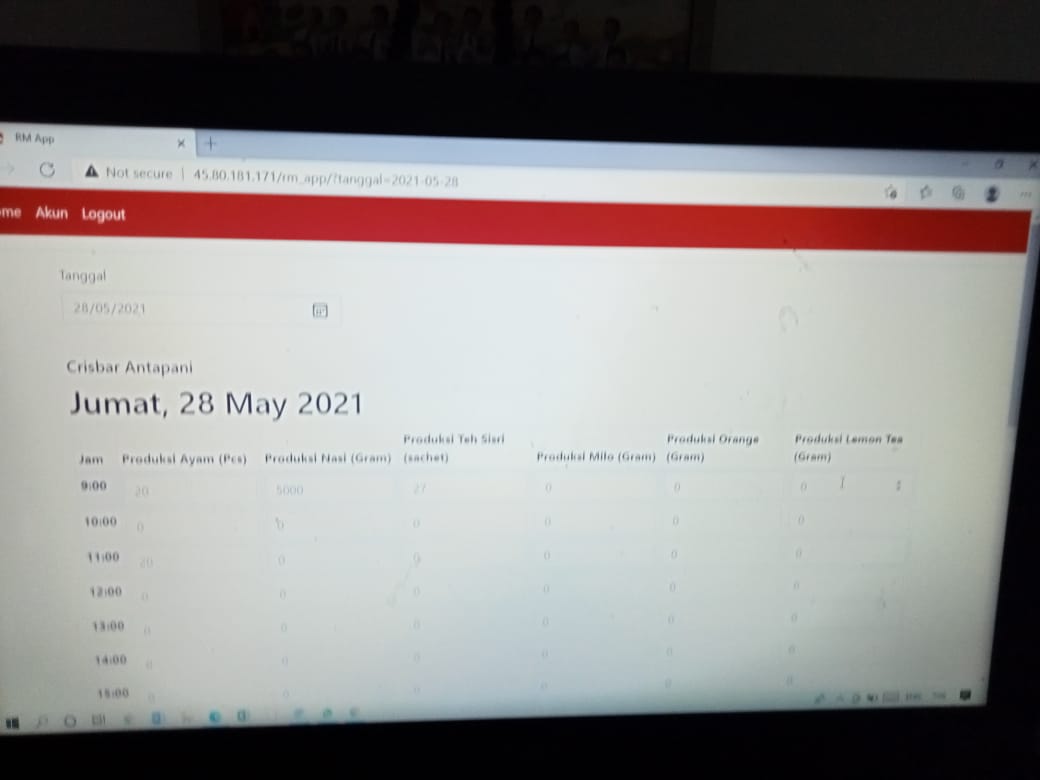 RM App
Not secure | 45.80.181.171/rm_app/?tanggal=2021-05-28
Akun Logout
Tanggal
28/05/2021
Crisbar Antapani
Jumat, 28 May 2021
Jam Produksi Ayam (Pcs) Produksi Nasi (Gram) Produksi Teh Sisri (sachet) Produksi Milo (Gram) Produksi Orange (Gram) Produksi Lemon Tea (Gram)
9:00 20 5000 27 0 0 0
10:00 0 0 0 0 0 0
11:00 20 0 0 0 0 0
12:00 0 0 0 0 0 0
13:00 0 0 0 0 0 0
14:00 0 0 0 0 0 0
15:00 0 0 0 0 0 0